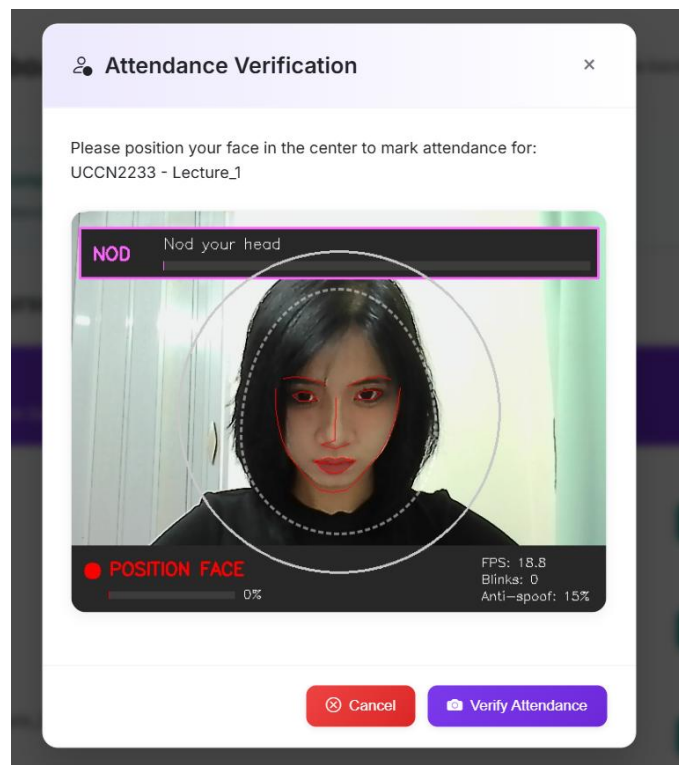 Attendance Verification
×
Please position your face in the center to mark attendance for:
UCCN2233 - Lecture_1
NOD
Nod your head
POSITION FACE
0%
FPS: 18.8
Blinks: 0
Anti-spoof: 15%
Cancel
Verify Attendance